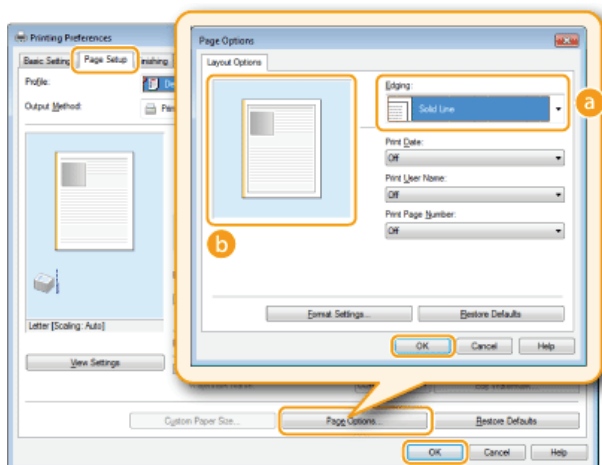 Printing Preferences
Basic Setting
Page Setup
Profile:
Output Method:
Letter [Scaling: Auto]
View Settings
Custom Paper Size...
Page Options...
Restore Defaults
OK
Cancel
Help
Page Options
Layout Options
Edging:
Solid Line
a
Print Date:
Off
Print User Name:
Off
Print Page Number:
Off
b
Format Settings...
Restore Defaults
OK
Cancel
Help